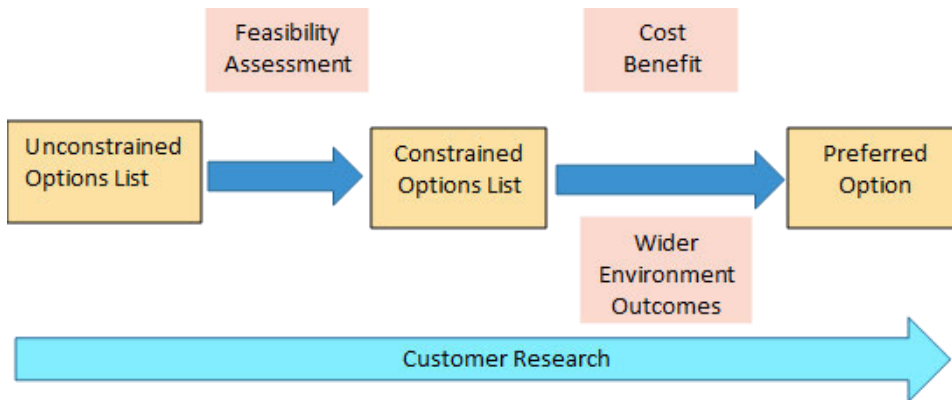 Feasibility
Assessment
Cost
Benefit
Unconstrained
Options List
Constrained
Options List
Preferred
Option
Wider
Environment
Outcomes
Customer Research